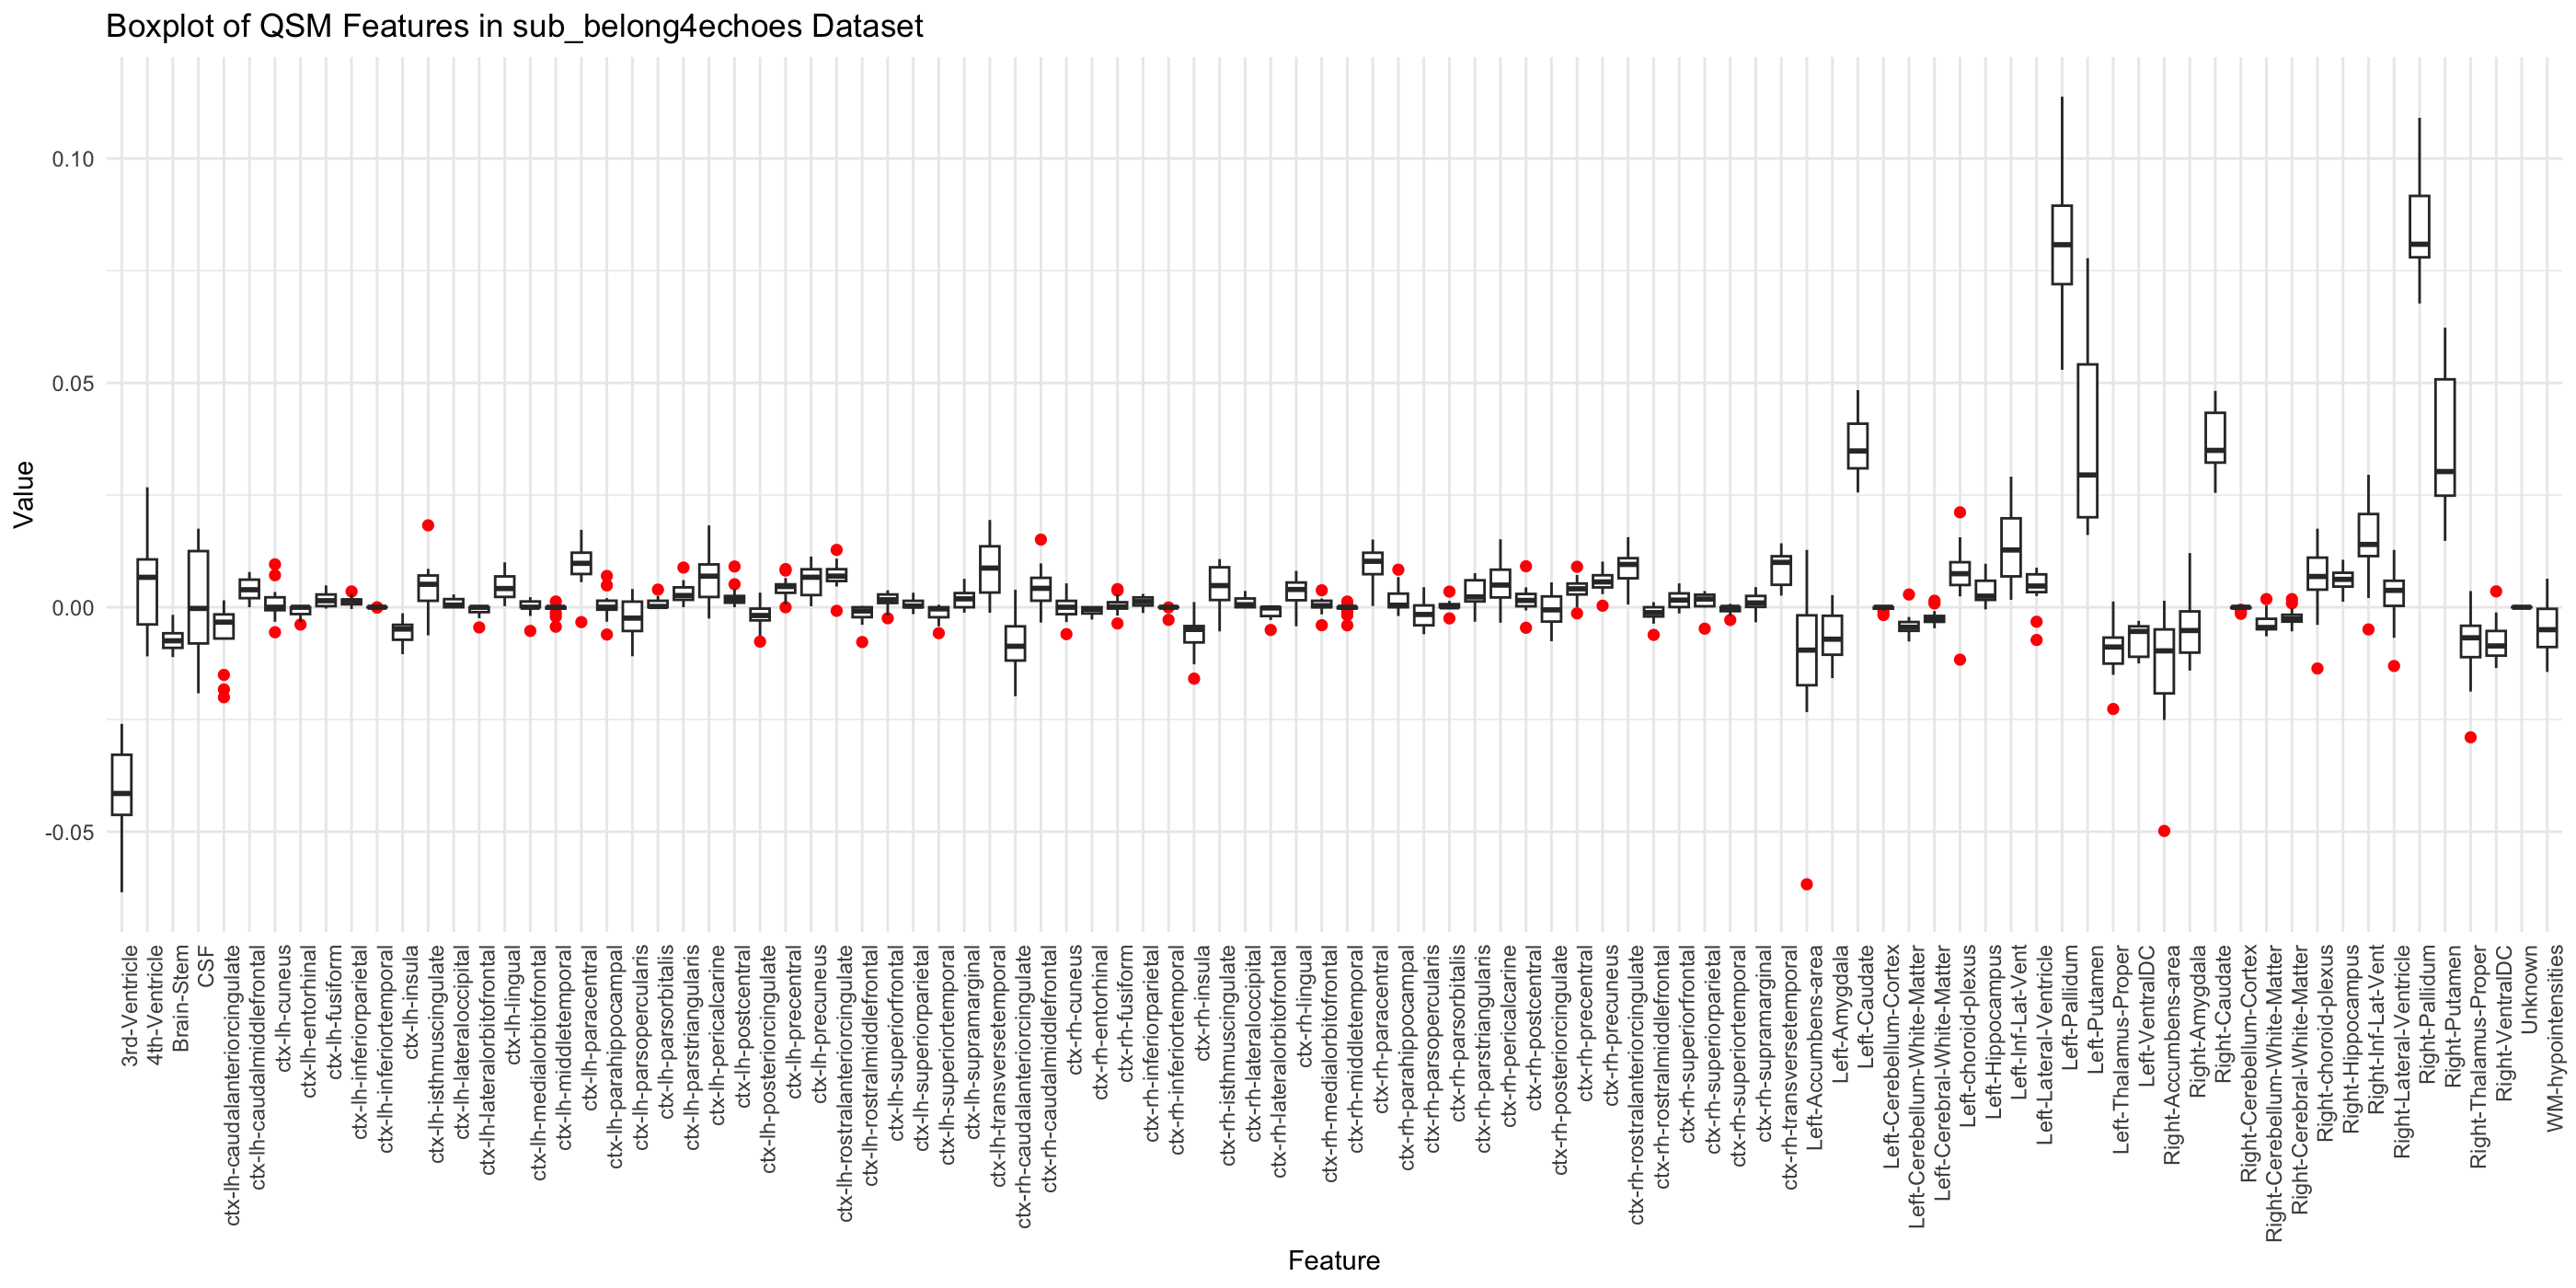 Boxplot of QSM Features in sub_belong4echoes Dataset
Value
0.10
0.05
0.00
-0.05
3rd-Ventricle
4th-Ventricle
Brain-Stem
CSF
ctx-lh-caudalanteriorcingulate
ctx-lh-caudalmiddlefrontal
ctx-lh-cuneus
ctx-lh-entorhinal
ctx-lh-fusiform
ctx-lh-inferiorparietal
ctx-lh-inferiortemporal
ctx-lh-insula
ctx-lh-isthmuscingulate
ctx-lh-lateraloccipital
ctx-lh-lateralorbitofrontal
ctx-lh-lingual
ctx-lh-medialorbitofrontal
ctx-lh-middletemporal
ctx-lh-paracentral
ctx-lh-parahippocampal
ctx-lh-parsopercularis
ctx-lh-parsorbitalis
ctx-lh-parstriangularis
ctx-lh-pericalcarine
ctx-lh-postcentral
ctx-lh-posteriorcingulate
ctx-lh-precentral
ctx-lh-precuneus
ctx-lh-rostralanteriorcingulate
ctx-lh-rostralmiddlefrontal
ctx-lh-superiorfrontal
ctx-lh-superiorparietal
ctx-lh-superiortemporal
ctx-lh-supramarginal
ctx-lh-transversetemporal
ctx-rh-caudalanteriorcingulate
ctx-rh-caudalmiddlefrontal
ctx-rh-cuneus
ctx-rh-entorhinal
ctx-rh-fusiform
ctx-rh-inferiorparietal
ctx-rh-inferiortemporal
ctx-rh-insula
ctx-rh-isthmuscingulate
ctx-rh-lateraloccipital
ctx-rh-lateralorbitofrontal
ctx-rh-lingual
ctx-rh-medialorbitofrontal
ctx-rh-middletemporal
ctx-rh-paracentral
ctx-rh-parahippocampal
ctx-rh-parsopercularis
ctx-rh-parsorbitalis
ctx-rh-parstriangularis
ctx-rh-pericalcarine
ctx-rh-postcentral
ctx-rh-posteriorcingulate
ctx-rh-precentral
ctx-rh-precuneus
ctx-rh-rostralanteriorcingulate
ctx-rh-rostralmiddlefrontal
ctx-rh-superiorfrontal
ctx-rh-superiorparietal
ctx-rh-superiortemporal
ctx-rh-supramarginal
ctx-rh-transversetemporal
Left-Accumbens-area
Left-Amygdala
Left-Caudate
Left-Cerebellum-Cortex
Left-Cerebellum-White-Matter
Left-Cerebral-White-Matter
Left-choroid-plexus
Left-Hippocampus
Left-Inf-Lat-Vent
Left-Lateral-Ventricle
Left-Pallidum
Left-Putamen
Left-Thalamus-Proper
Left-VentralDC
Right-Accumbens-area
Right-Amygdala
Right-Caudate
Right-Cerebellum-Cortex
Right-Cerebellum-White-Matter
Right-Cerebral-White-Matter
Right-choroid-plexus
Right-Hippocampus
Right-Inf-Lat-Vent
Right-Lateral-Ventricle
Right-Pallidum
Right-Putamen
Right-Thalamus-Proper
Right-VentralDC
Unknown
WM-hypointensities
Feature